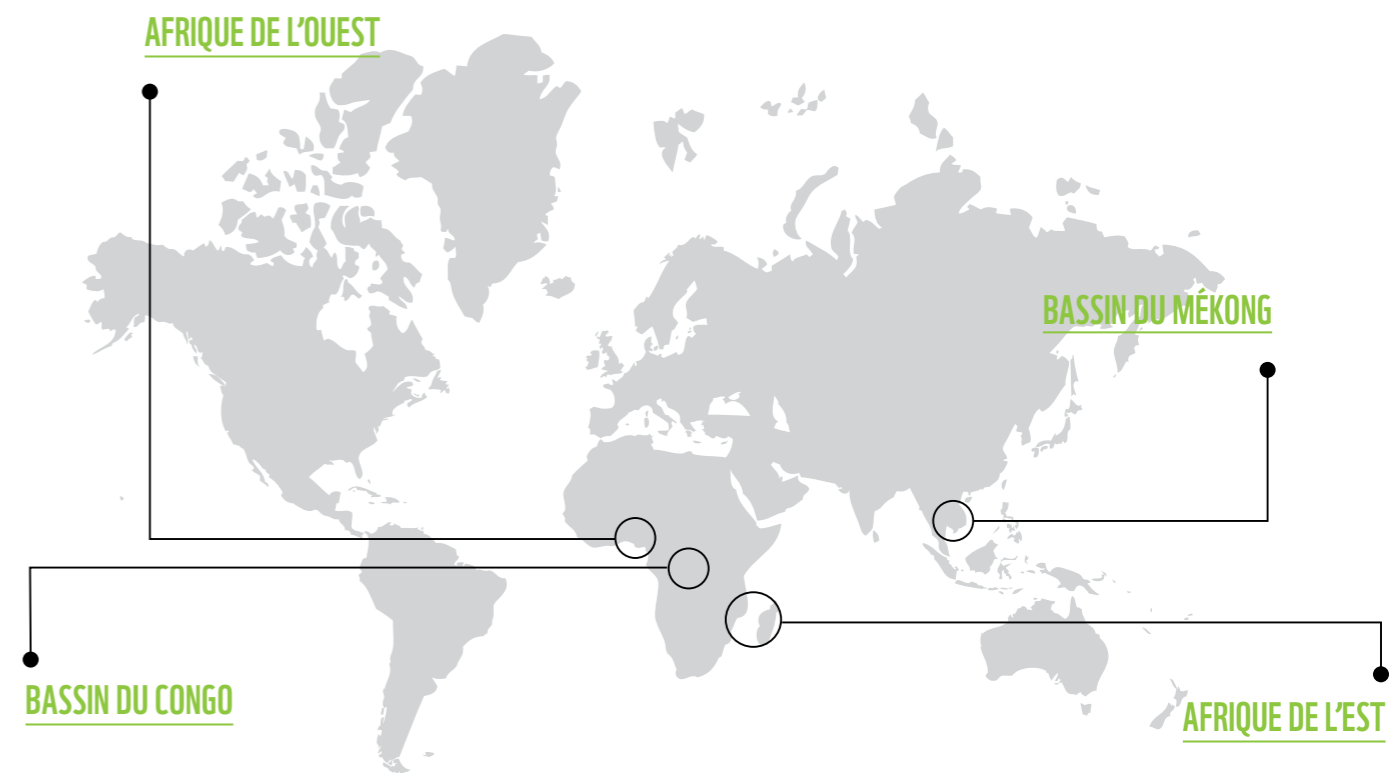 AFRIQUE DE L’OUEST
BASSIN DU MÉKONG
BASSIN DU CONGO
AFRIQUE DE L’EST